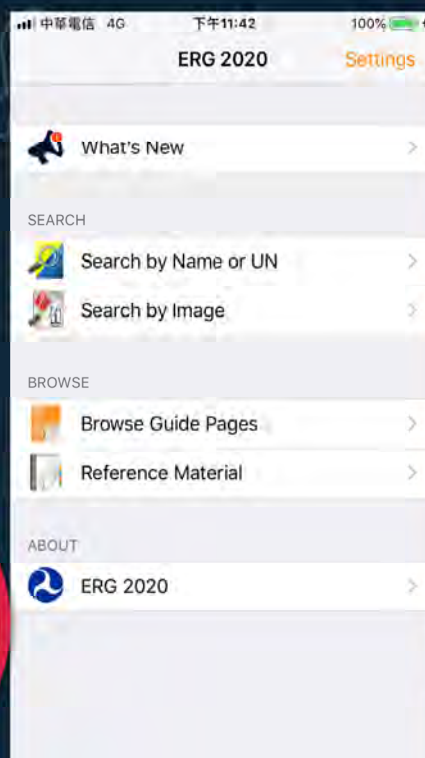 中華電信 4G 下午11:42 100%
ERG 2020 Settings
What's New
SEARCH
Search by Name or UN
Search by Image
BROWSE
Browse Guide Pages
Reference Material
ABOUT
ERG 2020